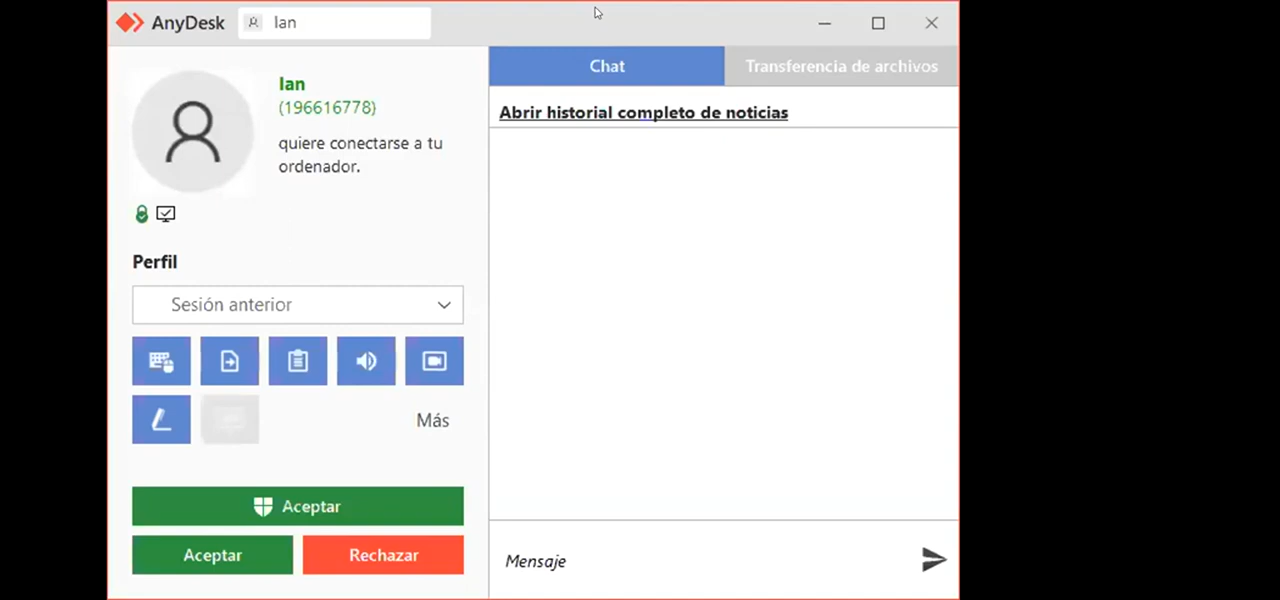 AnyDesk
Ian
Ian
(196616778)
quiere conectarse a tu
ordenador.
Perfil
Sesión anterior
Más
Aceptar
Aceptar
Rechazar
Chat
Transferencia de archivos
Abrir historial completo de noticias
Mensaje